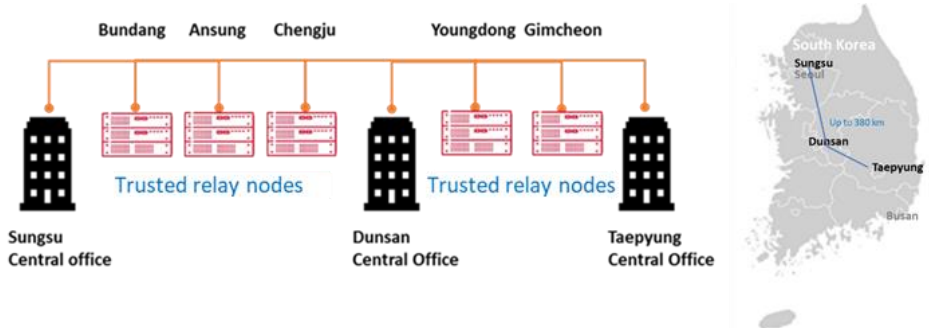 Bundang Ansung Chengju Youngdong Gimcheon
Trusted relay nodes Trusted relay nodes
Sungsu
Central office
Dunsan
Central Office
Taepyung
Central Office
South Korea
Sungsu
Seoul
Up to 380 km
Dunsan
Taepyung
Busan